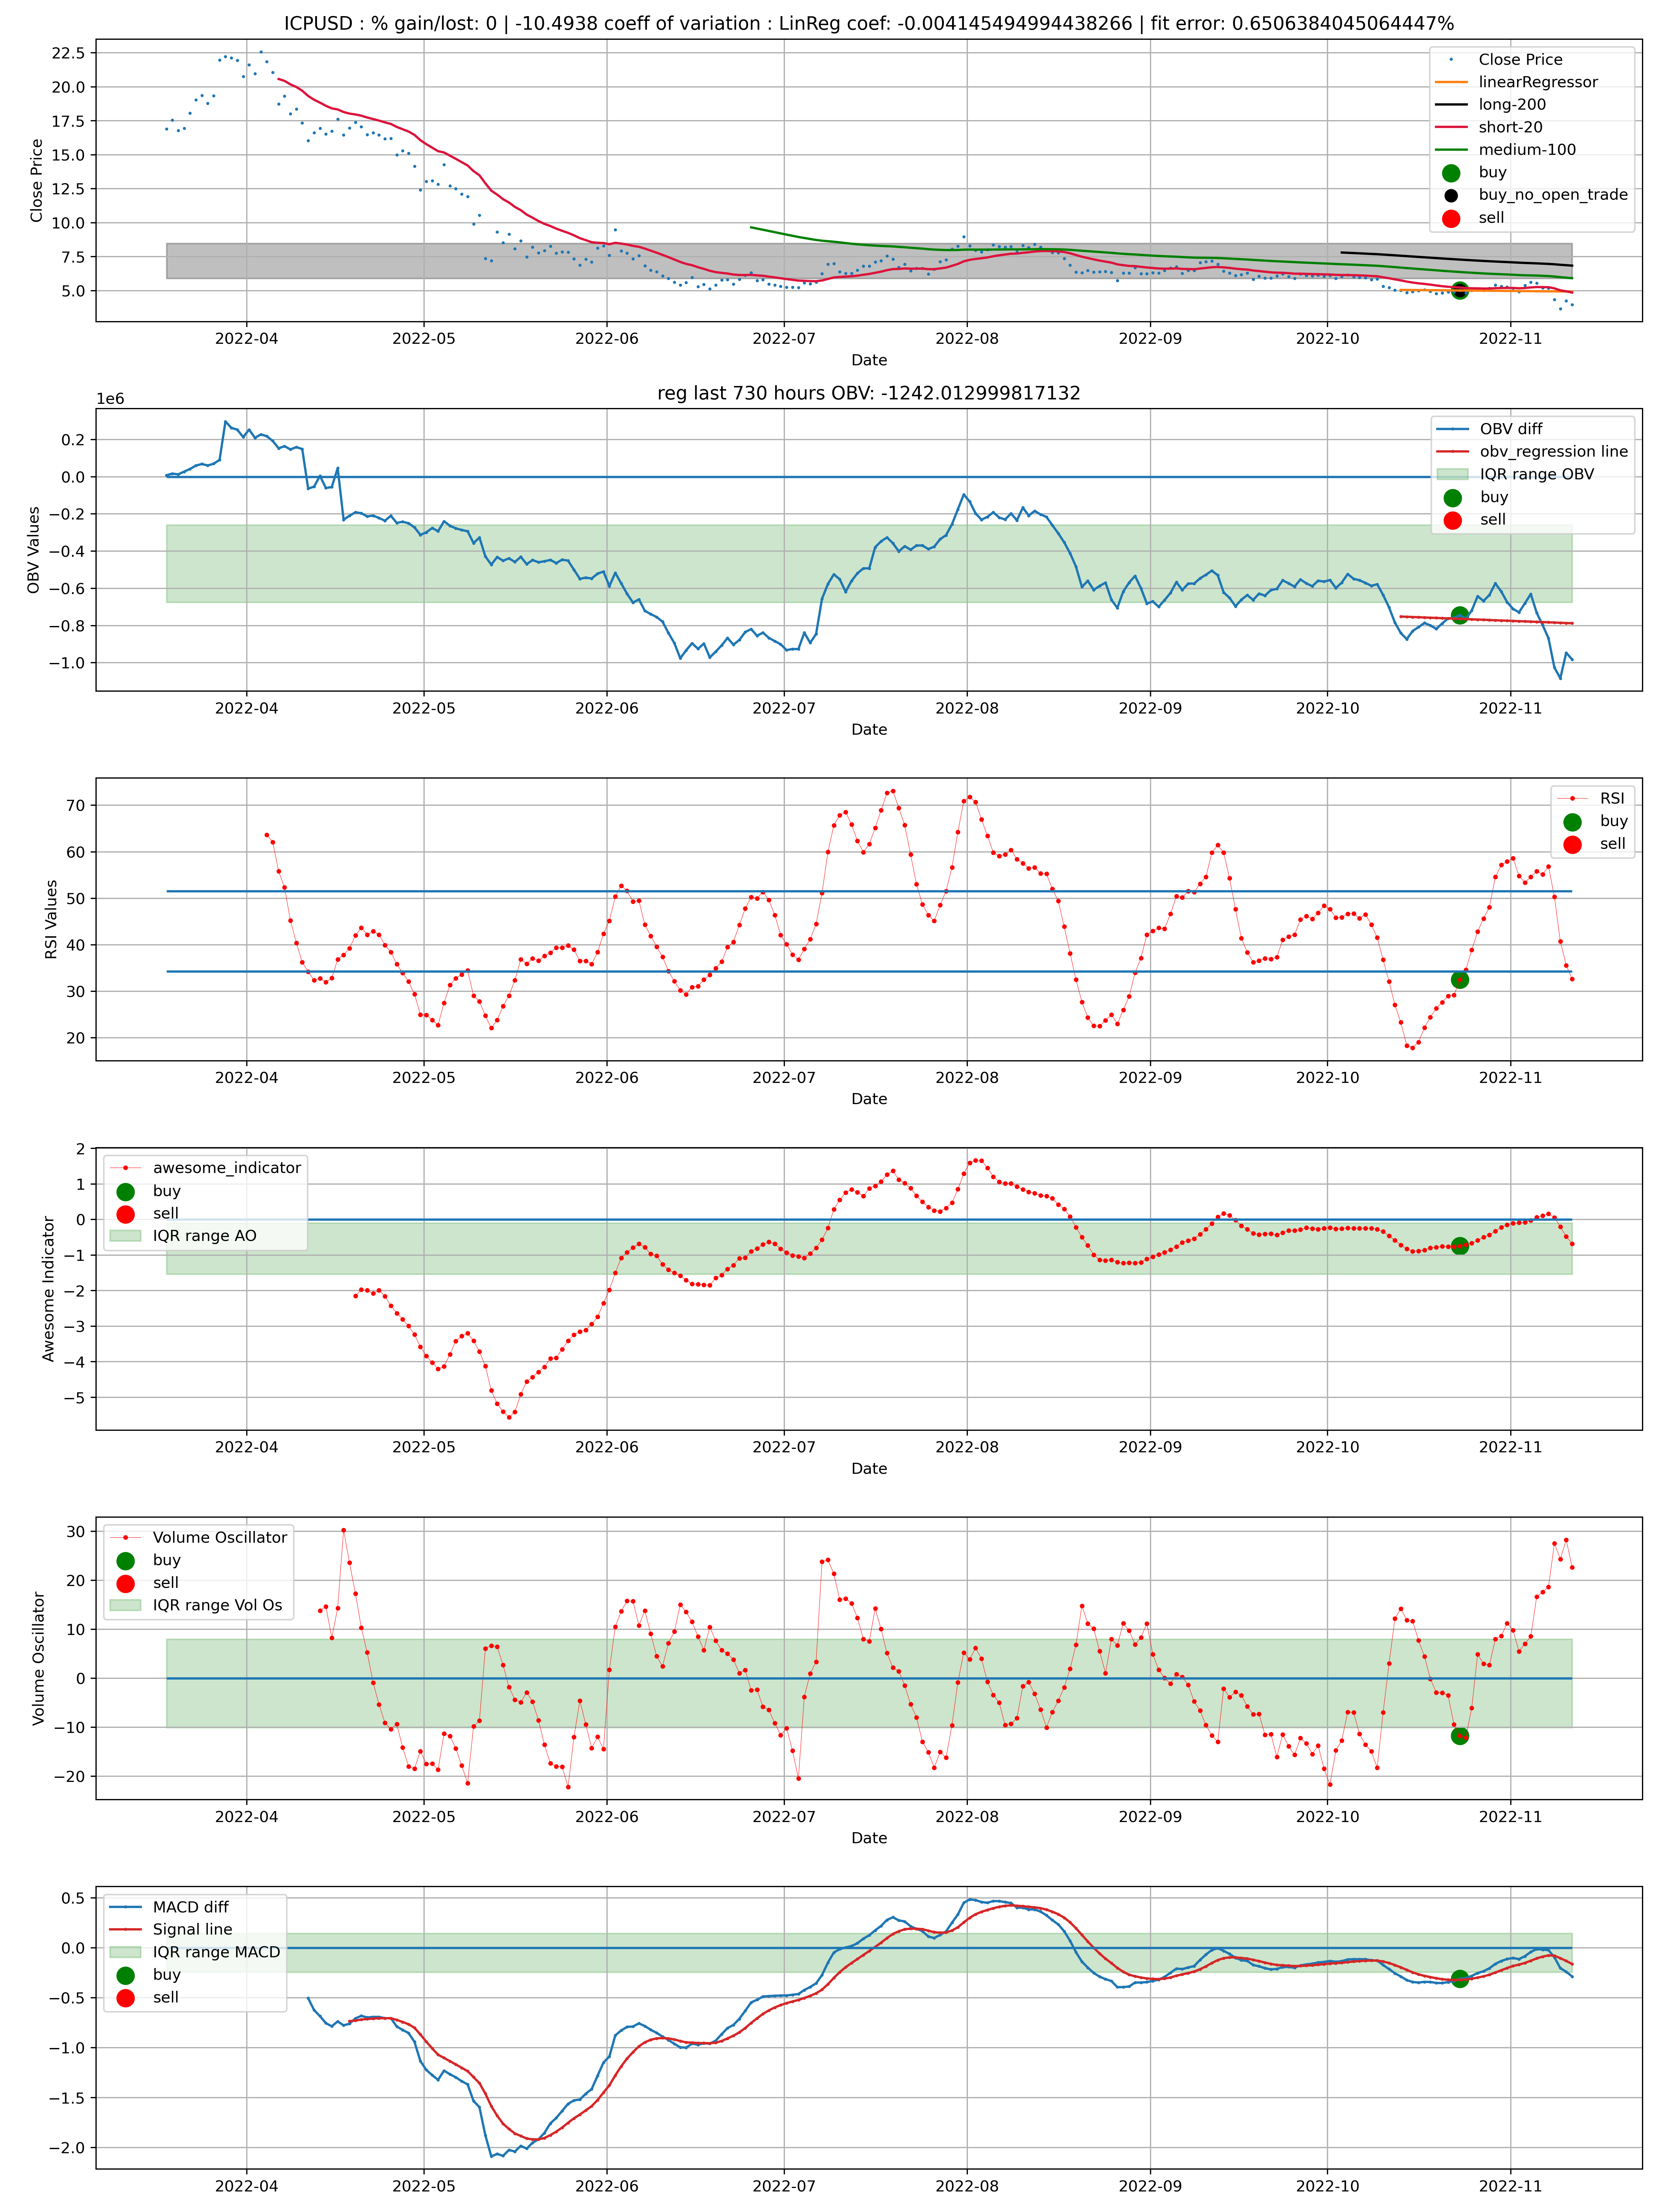 ICPUSD : % gain/lost: 0 | -10.4938 coeff of variation : LinReg coef: -0.004145494994438266 | fit error: 0.6506384045064447%
Close Price
22.5
20.0
17.5
15.0
12.5
10.0
7.5
5.0
Close Price
linearRegressor
long-200
short-20
medium-100
buy
buy_no_open_trade
sell
2022-04 2022-05 2022-06 2022-07 2022-08 2022-09 2022-10 2022-11
Date
reg last 730 hours OBV: -1242.012999817132
1e6
OBV Values
0.2
0.0
−0.2
−0.4
−0.6
−0.8
−1.0
OBV diff
obv_regression line
IQR range OBV
buy
sell
2022-04 2022-05 2022-06 2022-07 2022-08 2022-09 2022-10 2022-11
Date
RSI Values
70
60
50
40
30
20
RSI
buy
sell
2022-04 2022-05 2022-06 2022-07 2022-08 2022-09 2022-10 2022-11
Date
Awesome Indicator
2
1
0
−1
−2
−3
−4
−5
awesome_indicator
buy
sell
IQR range AO
2022-04 2022-05 2022-06 2022-07 2022-08 2022-09 2022-10 2022-11
Date
Volume Oscillator
30
20
10
0
−10
−20
Volume Oscillator
buy
sell
IQR range Vol Os
2022-04 2022-05 2022-06 2022-07 2022-08 2022-09 2022-10 2022-11
Date
0.5
0.0
−0.5
−1.0
−1.5
−2.0
MACD diff
Signal line
IQR range MACD
buy
sell
2022-04 2022-05 2022-06 2022-07 2022-08 2022-09 2022-10 2022-11